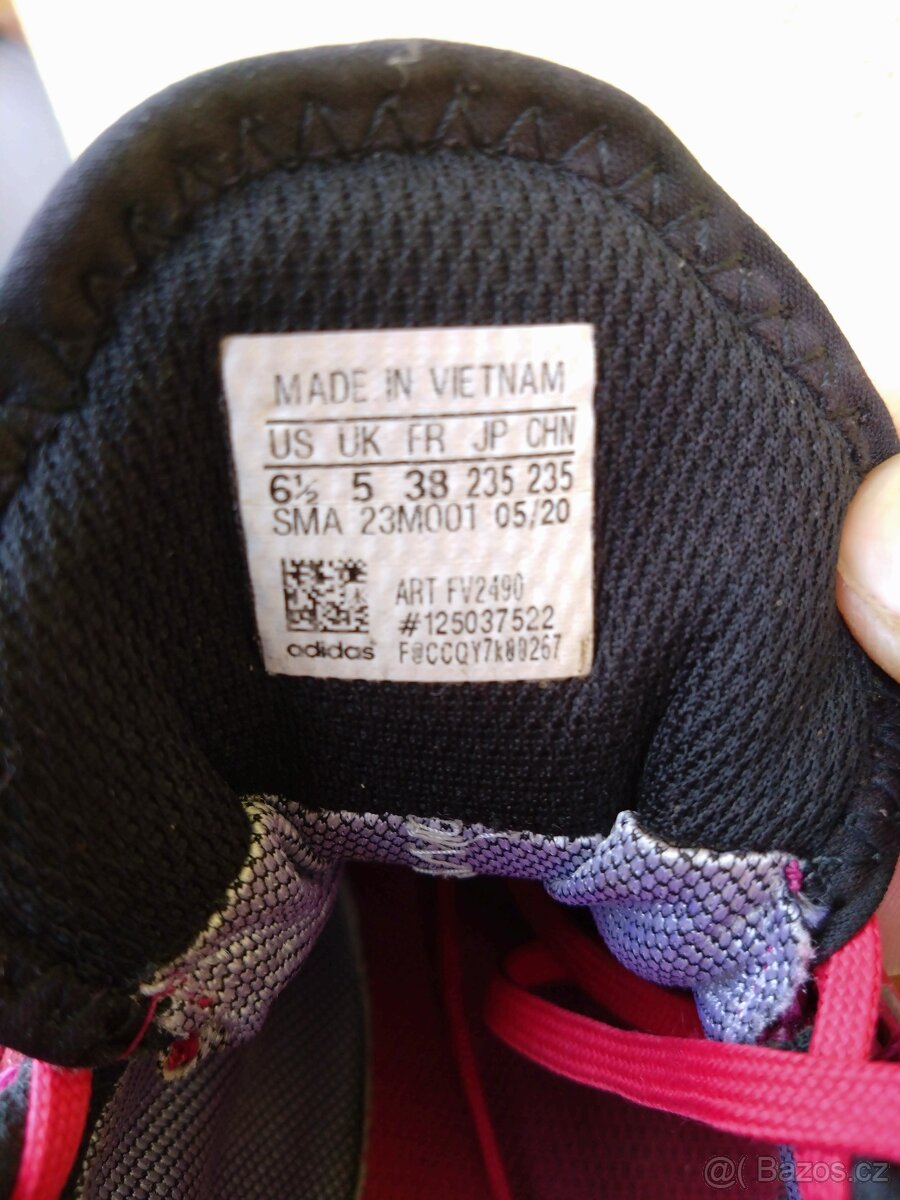 MADE IN VIETNAM
US UK FR JP CHN
6½ 5 38 235 235
SMA 23M001 05/20
ART FV2490
#125037522
adidas F@CCQY7k09267
@( Bazos.cz